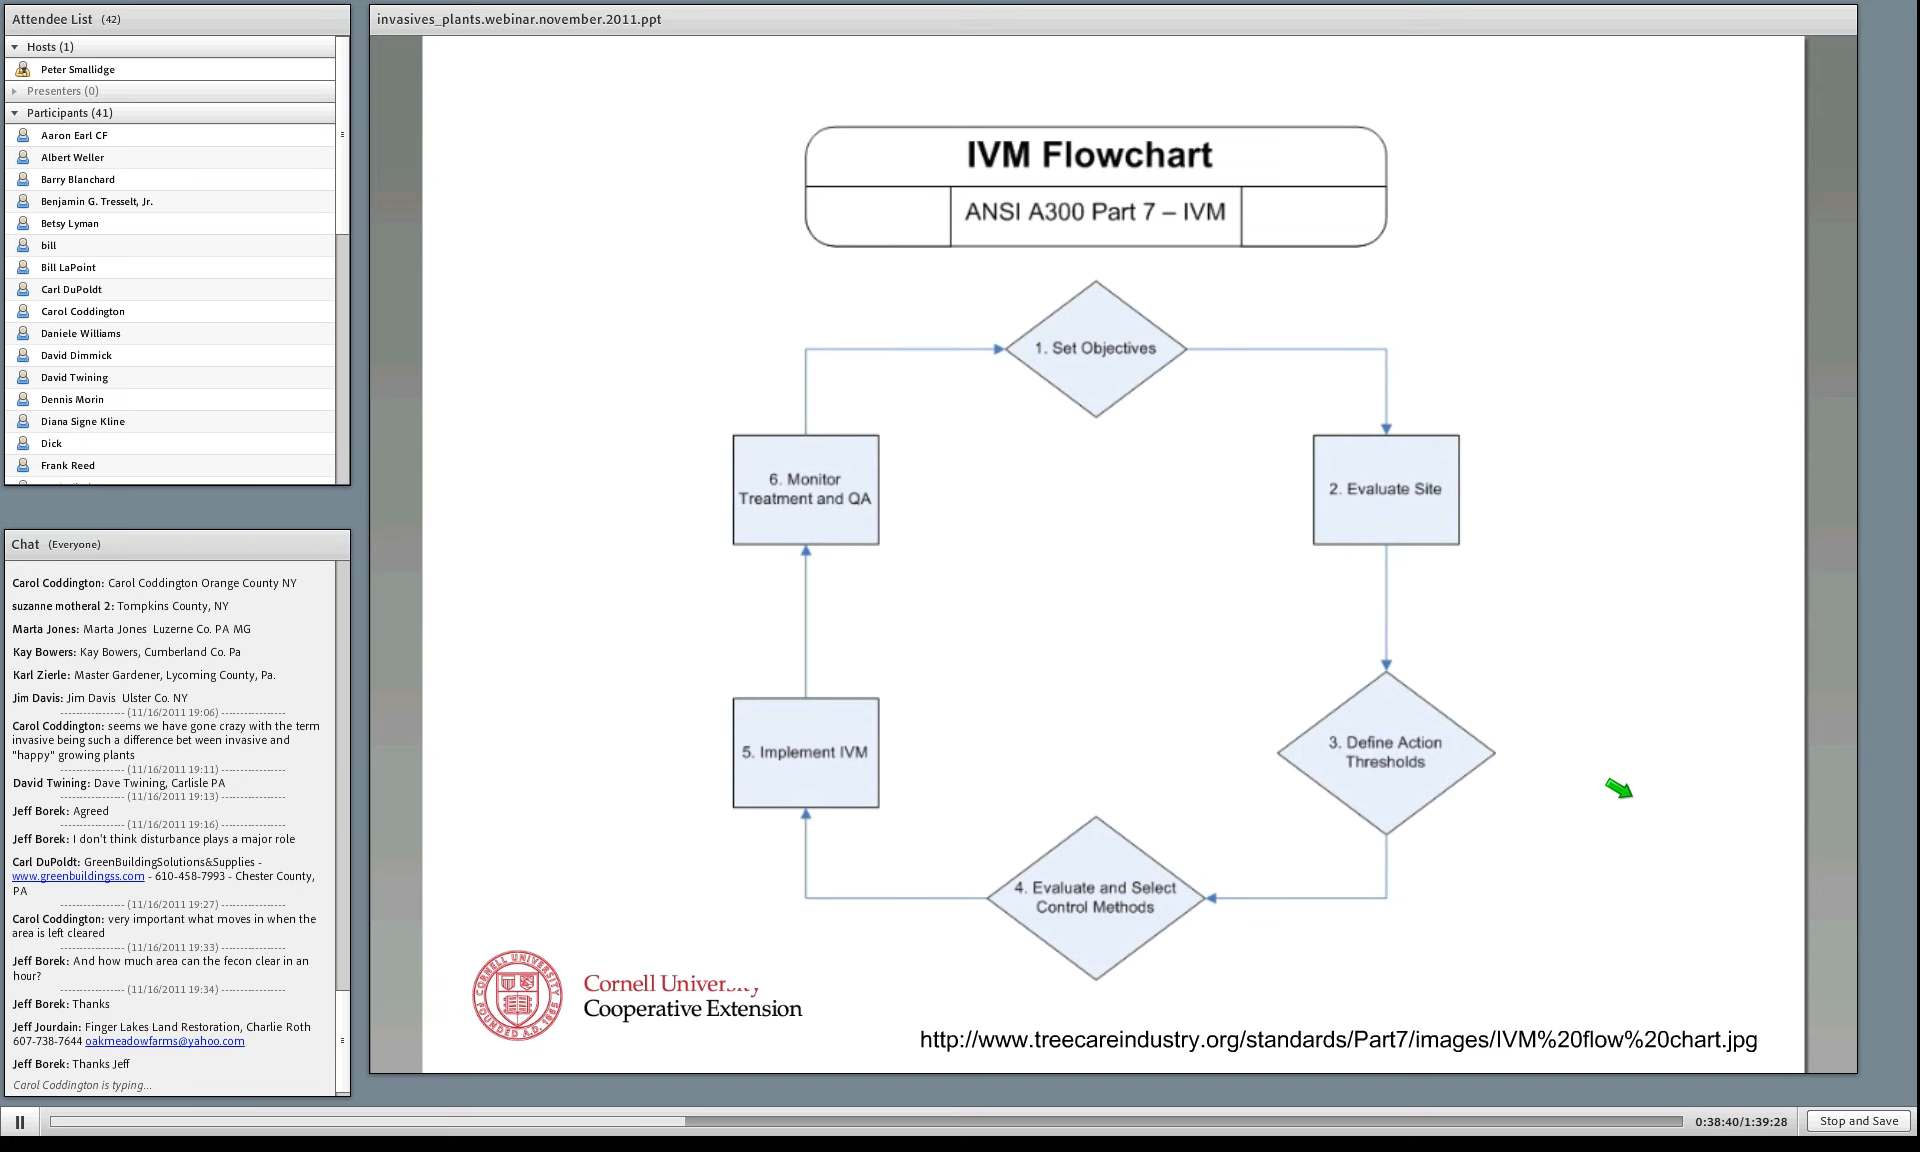 Attendee List (42)
Hosts (1)
Peter Smallidge
Presenters (0)
Participants (41)
Aaron Earl CF
Albert Weller
Barry Blanchard
Benjamin G. Tresselt, Jr.
Betsy Lyman
bill
Bill LaPoint
Carl DuPoldt
Carol Coddington
Daniele Williams
David Dimmick
David Twining
Dennis Morin
Diana Signe Kline
Dick
Frank Reed
Chat (Everyone)
Carol Coddington: Carol Coddington Orange County NY
suzanne motheral 2: Tompkins County, NY
Marta Jones: Marta Jones Luzerne Co. PA MG
Kay Bowers: Kay Bowers, Cumberland Co. Pa
Karl Zierle: Master Gardener, Lycoming County, Pa.
Jim Davis: Jim Davis Ulster Co. NY
----------------- (11/16/2011 19:06) ----------------
Carol Coddington: seems we have gone crazy with the term
invasive being such a difference bet ween invasive and
"happy" growing plants
----------------- (11/16/2011 19:11) ----------------
David Twining: Dave Twining, Carlisle PA
----------------- (11/16/2011 19:13) ----------------
Jeff Borek: Agreed
----------------- (11/16/2011 19:16) ----------------
Jeff Borek: I don't think disturbance plays a major role
Carl DuPoldt: GreenBuildingSolutions&Supplies -
www.greenbuildingss.com - 610-458-7993 - Chester County,
PA
----------------- (11/16/2011 19:27) ----------------
Carol Coddington: very important what moves in when the
area is left cleared
----------------- (11/16/2011 19:33) ----------------
Jeff Borek: And how much area can the fecon clear in an
hour?
----------------- (11/16/2011 19:34) ----------------
Jeff Borek: Thanks
Jeff Jourdain: Finger Lakes Land Restoration, Charlie Roth
607-738-7644 oakmeadowfarms@yahoo.com
Jeff Borek: Thanks Jeff
Carol Coddington is typing...
invasives_plants.webinar.november.2011.ppt
IVM Flowchart
ANSI A300 Part 7 – IVM
1. Set Objectives
2. Evaluate Site
3. Define Action
Thresholds
4. Evaluate and Select
Control Methods
5. Implement IVM
6. Monitor
Treatment and QA
CORNELL UNIVERSITY
FOUNDED A.D. 1865
Cornell University
Cooperative Extension
http://www.treecareindustry.org/standards/Part7/images/IVM%20flow%20chart.jpg
0:38:40/1:39:28
Stop and Save